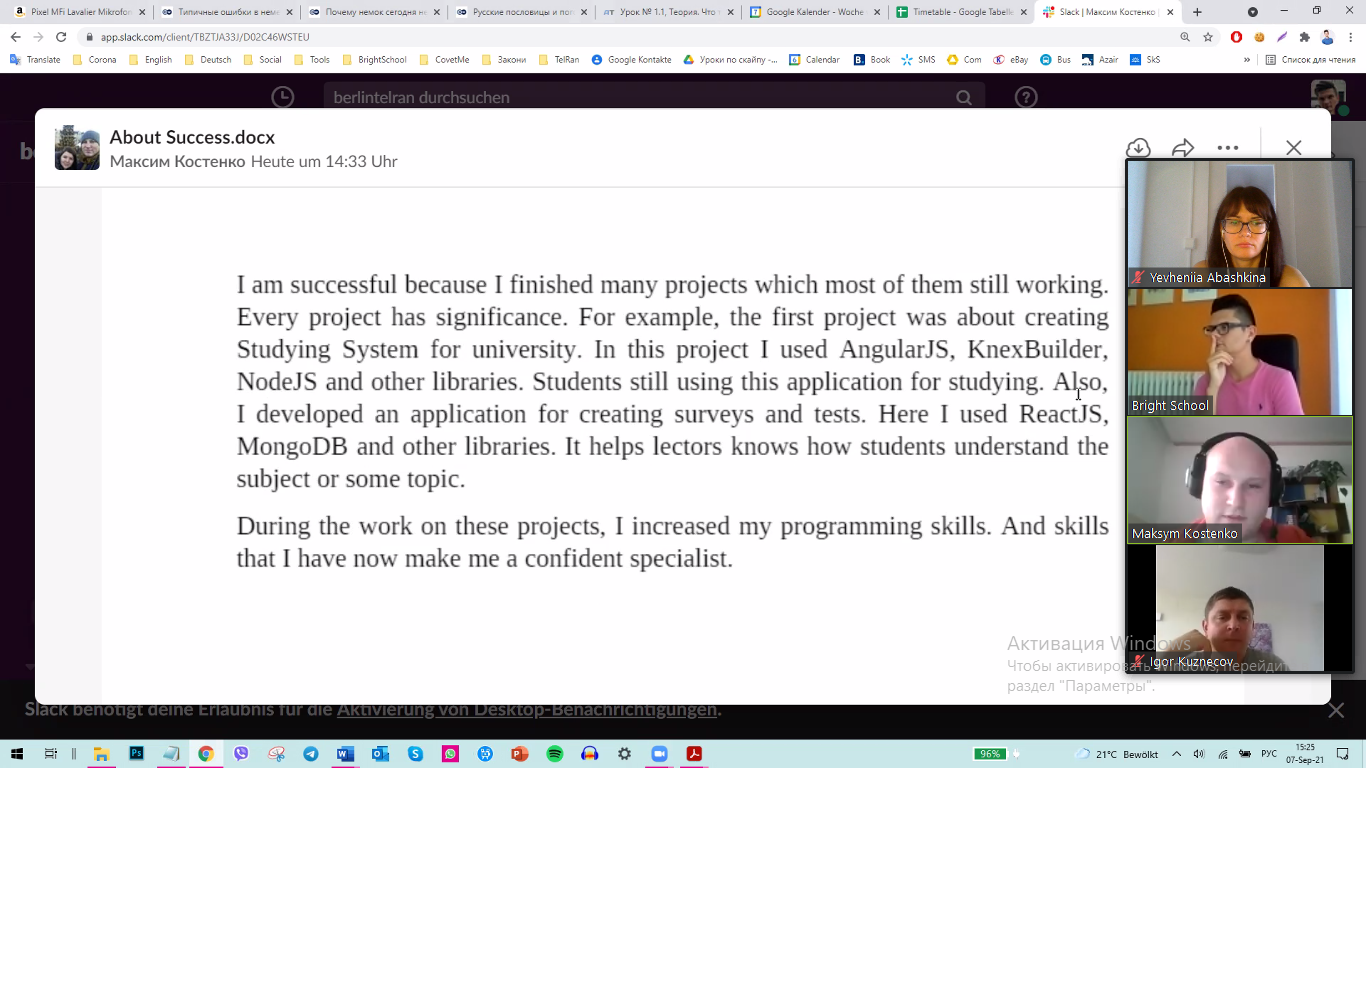 Pixel MFi Lavalier Mikrofon
Типичные ошибки в нем
Почему немок сегодня не
Русские пословицы и по
Урок № 1.1, Теория. Что
Google Kalender - Woche
Timetable - Google Tabelle
Slack | Максим Костенко
app.slack.com/client/TBZTJA33J/D02C46WSTEU
Translate Corona English Deutsch Social Tools BrightSchool CovetMe Закони TelRan Google Kontakte Уроки по скайпу -... Calendar Book SMS Com eBay Bus Azair SkS » Список для чтения
berlintelran durchsuchen
About Success.docx
Максим Костенко Heute um 14:33 Uhr
I am successful because I finished many projects which most of them still working.
Every project has significance. For example, the first project was about creating
Studying System for university. In this project I used AngularJS, KnexBuilder,
NodeJS and other libraries. Students still using this application for studying. Also,
I developed an application for creating surveys and tests. Here I used ReactJS,
MongoDB and other libraries. It helps lectors knows how students understand the
subject or some topic.
During the work on these projects, I increased my programming skills. And skills
that I have now make me a confident specialist.
Yevheniia Abashkina
Bright School
Maksym Kostenko
Igor Kuznecov
Активация Windows
Чтобы активировать Windows, перейдите
раздел "Параметры".
Slack benötigt deine Erlaubnis für die Aktivierung von Desktop-Benachrichtigungen.
96%
21°C Bewölkt
РУС
15:25
07-Sep-21